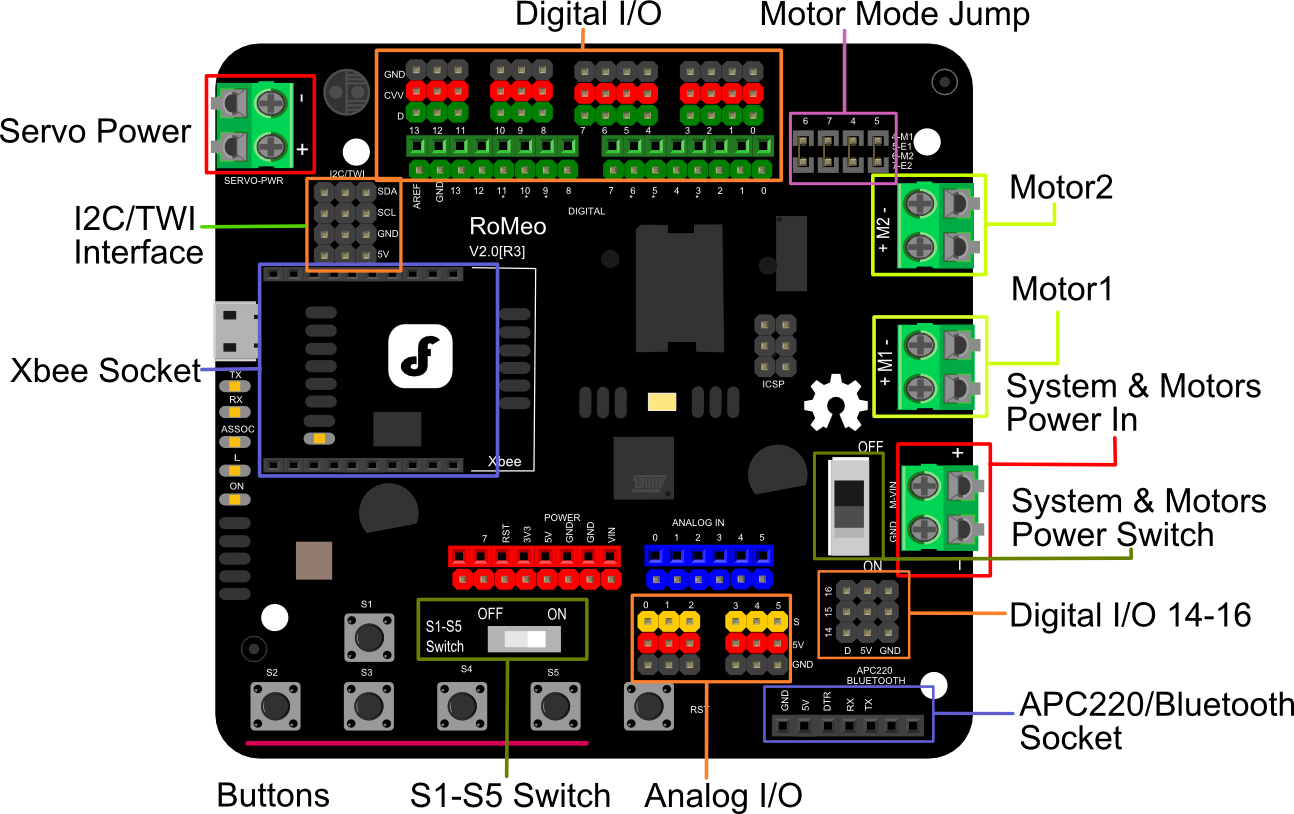 Digital I/O
Motor Mode Jump
Servo Power
-
+
SERVO-PWR
GND
CVV
D
13 12 11 10 9 8 7 6 5 4 3 2 1 0
AREF GND 13 12 11 10 9 8 7 6 5 4 3 2 1 0
DIGITAL
6 7 4 5
4-M1
5-E1
6-M2
7-E2
I2C/TWI
SDA
SCL
GND
5V
I2C/TWI
Interface
RoMeo
V2.0[R3]
Motor2
+ M2 -
Motor1
+ M1 -
ICSP
Xbee Socket
Xbee
TX
RX
ASSOC
L
ON
System & Motors
Power In
OFF
ON
M-VIN
GND
+
-
System & Motors
Power Switch
ATMEL
POWER
7 RST 3V3 5V GND GND VIN
ANALOG IN
0 1 2 3 4 5
0 1 2 3 4 5
S
5V
GND
16
15
14
D 5V GND
Digital I/O 14-16
OFF ON
S1-S5
Switch
S1
S2 S3 S4 S5
RST
APC220
BLUETOOTH
GND 5V DTR RX TX
APC220/Bluetooth
Socket
Buttons
S1-S5 Switch
Analog I/O